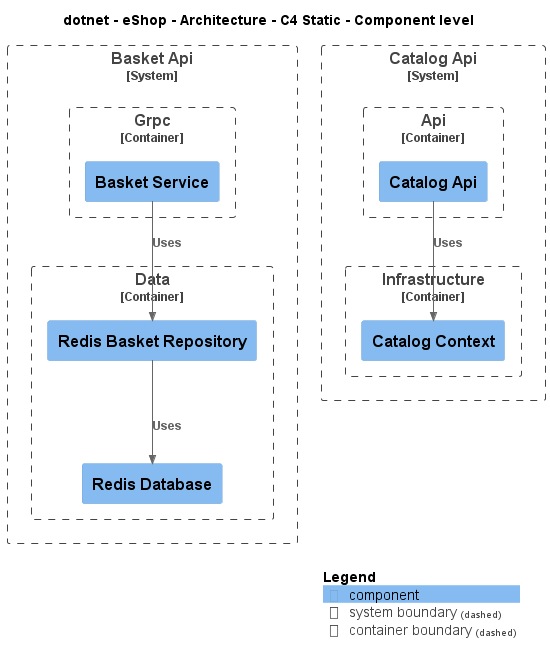 dotnet - eShop - Architecture - C4 Static - Component level
Basket Api
[System]
Grpc
[Container]
Basket Service
Uses
Data
[Container]
Redis Basket Repository
Uses
Redis Database
Catalog Api
[System]
Api
[Container]
Catalog Api
Uses
Infrastructure
[Container]
Catalog Context
Legend
component
system boundary (dashed)
container boundary (dashed)